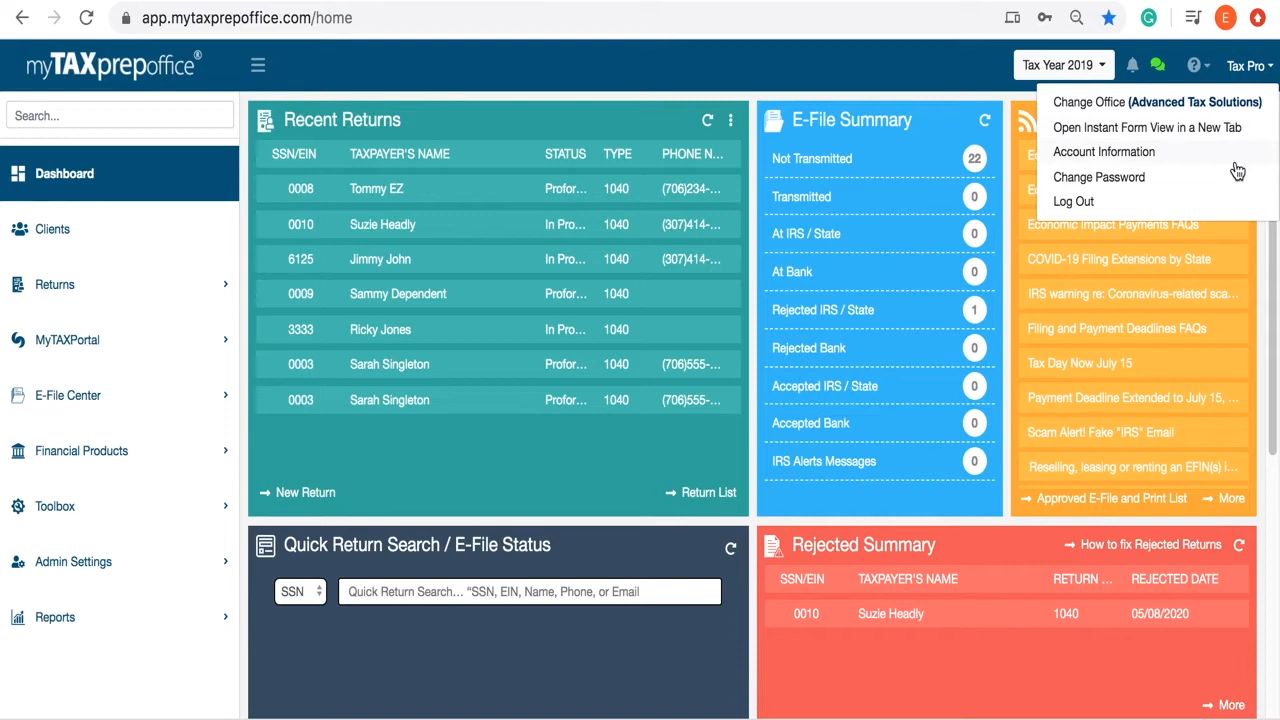 app.mytaxprepoffice.com/home
E
myTAXprepoffice®
Tax Year 2019
Tax Pro
Change Office (Advanced Tax Solutions)
Open Instant Form View in a New Tab
Account Information
Change Password
Log Out
Search...
Dashboard
Clients
Returns
MyTAXPortal
E-File Center
Financial Products
Toolbox
Admin Settings
Reports
Recent Returns
SSN/EIN TAXPAYER'S NAME STATUS TYPE PHONE N...
0008 Tommy EZ Profor... 1040 (706)234-...
0010 Suzie Headly In Pro... 1040 (307)414-...
6125 Jimmy John In Pro... 1040 (307)414-...
0009 Sammy Dependent Profor... 1040
3333 Ricky Jones In Pro... 1040
0003 Sarah Singleton Profor... 1040 (706)555-...
0003 Sarah Singleton Profor... 1040 (706)555-...
→ New Return → Return List
E-File Summary
Not Transmitted 22
Transmitted 0
At IRS / State 0
At Bank 0
Rejected IRS / State 1
Rejected Bank 0
Accepted IRS / State 0
Accepted Bank 0
IRS Alerts Messages 0
Economic Impact Payments FAQs
COVID-19 Filing Extensions by State
IRS warning re: Coronavirus-related sca...
Filing and Payment Deadlines FAQs
Tax Day Now July 15
Payment Deadline Extended to July 15, ...
Scam Alert! Fake "IRS" Email
Reselling, leasing or renting an EFIN(s) i...
→ Approved E-File and Print List → More
Quick Return Search / E-File Status
SSN
Quick Return Search... "SSN, EIN, Name, Phone, or Email
Rejected Summary
→ How to fix Rejected Returns
SSN/EIN TAXPAYER'S NAME RETURN ... REJECTED DATE
0010 Suzie Headly 1040 05/08/2020
→ More